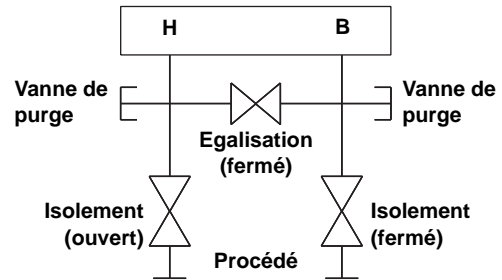 H
B
Vanne de
purge
Vanne de
purge
Egalisation
(fermé)
Isolement
(ouvert)
Isolement
(fermé)
Procédé